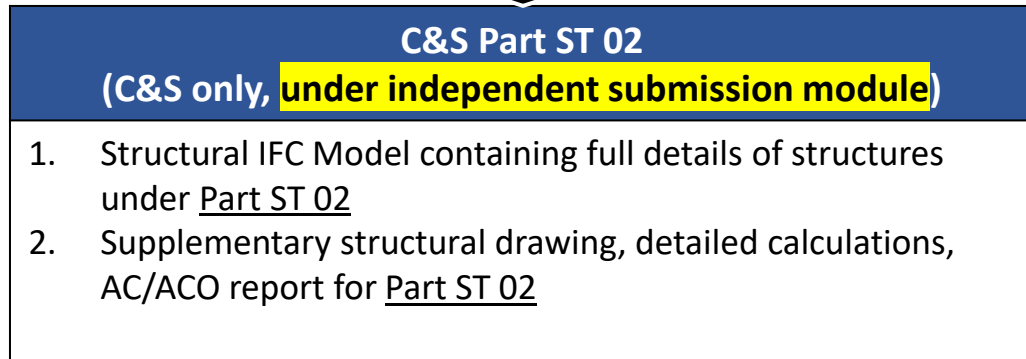 C&S Part ST 02
(C&S only, under independent submission module)
1. Structural IFC Model containing full details of structures
under Part ST 02
2. Supplementary structural drawing, detailed calculations,
AC/ACO report for Part ST 02